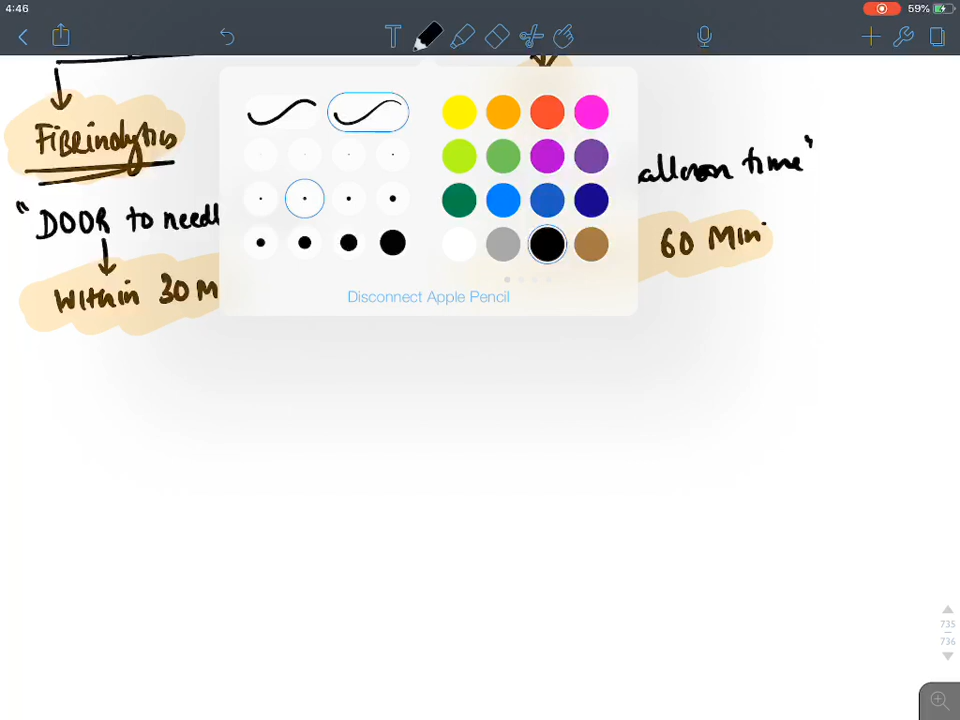 4:46
59%
T
Fibrinolytics
alloon time"
"DOOR to needl
60 Min
Within 30 M
Disconnect Apple Pencil
735
736